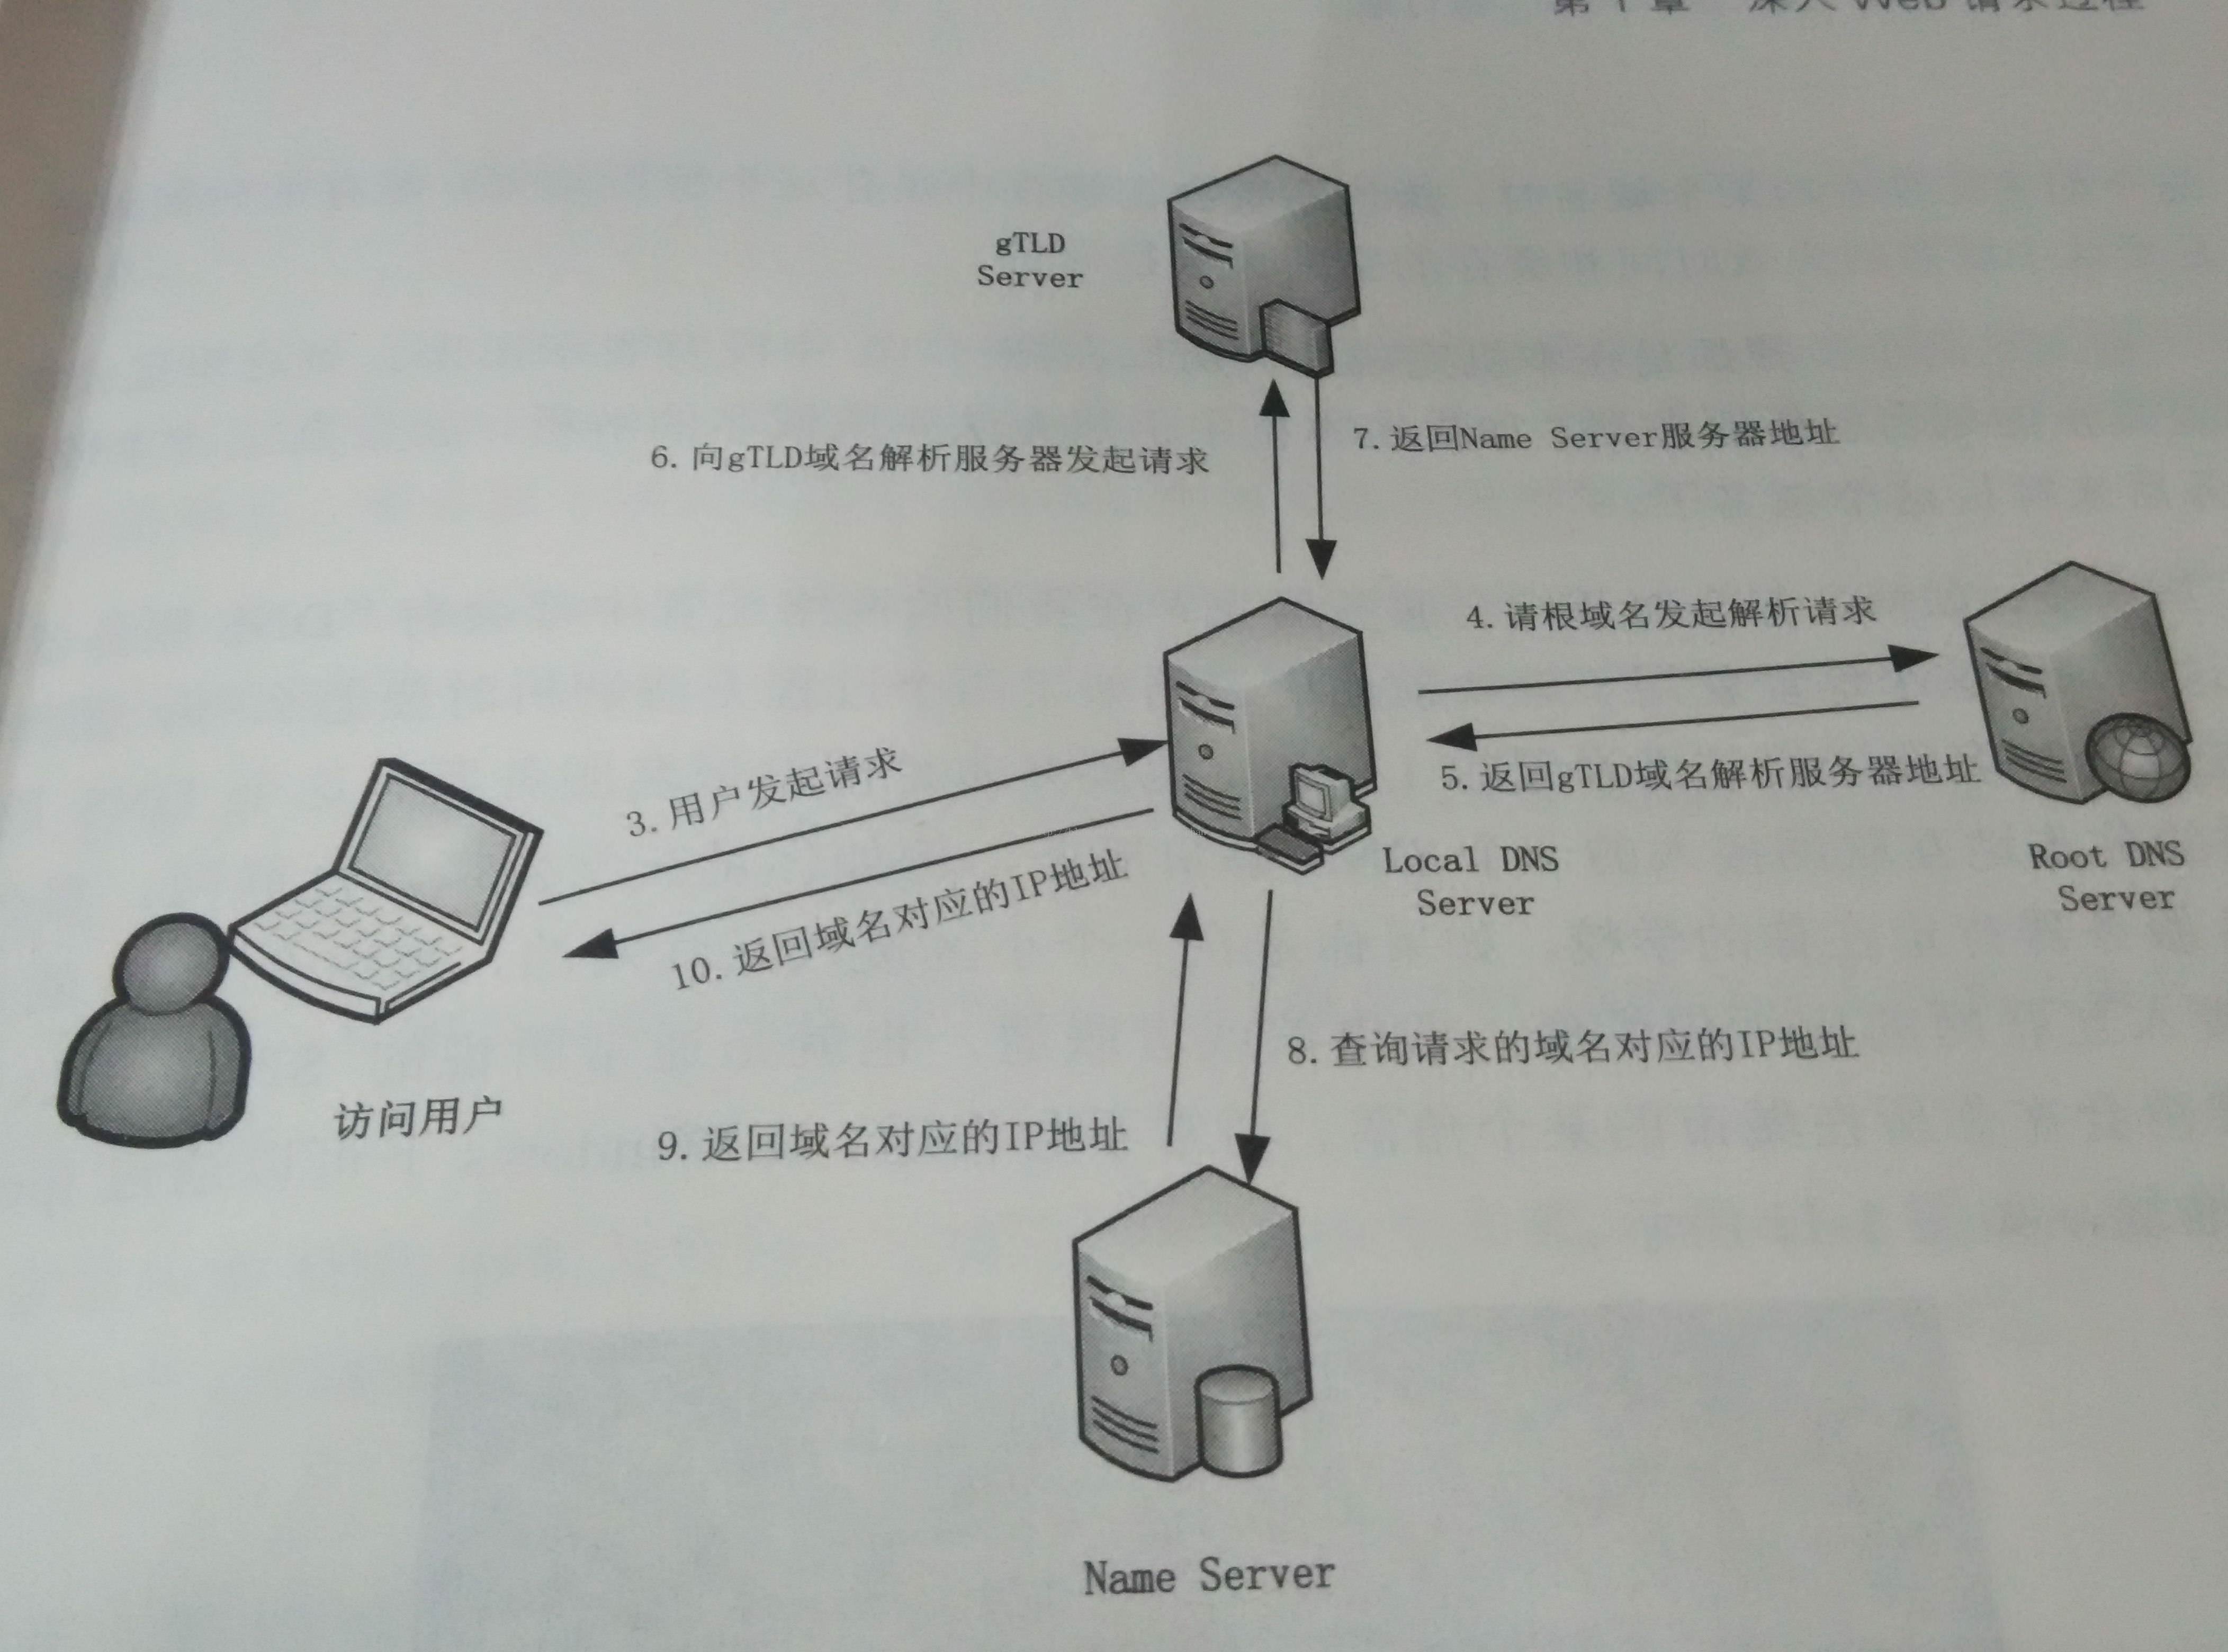 第1章 深入 Web 请求过程
gTLD
Server
6. 向gTLD域名解析服务器发起请求
7. 返回Name Server服务器地址
4. 请根域名发起解析请求
5. 返回gTLD域名解析服务器地址
3. 用户发起请求
10. 返回域名对应的IP地址
Local DNS
Server
Root DNS
Server
访问用户
8. 查询请求的域名对应的IP地址
9. 返回域名对应的IP地址
Name Server